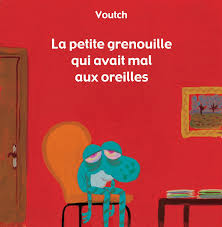 Voutch
La petite grenouille
qui avait mal
aux oreilles